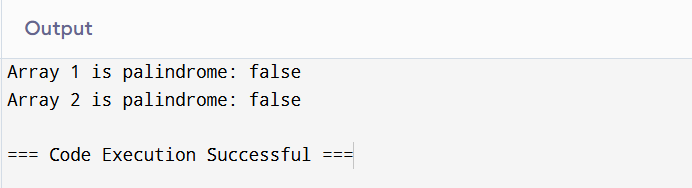 Output
Array 1 is palindrome: false
Array 2 is palindrome: false
=== Code Execution Successful ===